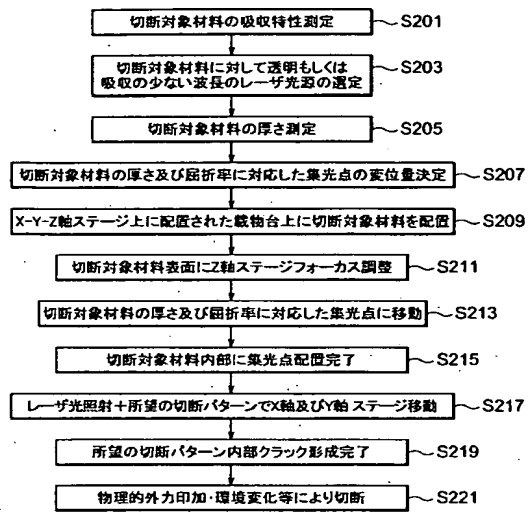 切断対象材料の吸収特性測定 S201
切断対象材料に対して透明もしくは
吸収の少ない波長のレーザ光源の選定 S203
切断対象材料の厚さ測定 S205
切断対象材料の厚さ及び屈折率に対応した集光点の変位量決定 S207
X-Y-Z軸ステージ上に配置された載物台上に切断対象材料を配置 S209
切断対象材料表面にZ軸ステージフォーカス調整 S211
切断対象材料の厚さ及び屈折率に対応した集光点に移動 S213
切断対象材料内部に集光点配置完了 S215
レーザ光照射+所望の切断パターンでX軸及びY軸ステージ移動 S217
所望の切断パターン内部クラック形成完了 S219
物理的外力印加・環境変化等により切断 S221